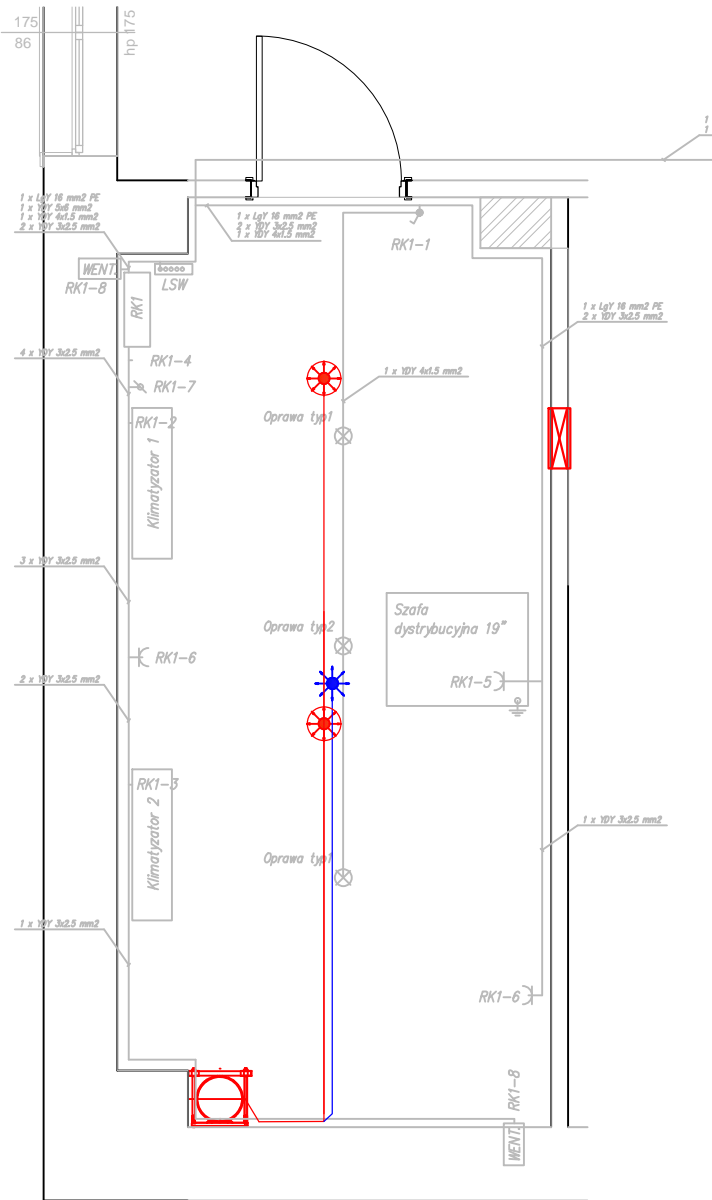 175
86
hp 175
1
1
1 x LgY 16 mm2 PE
1 x YDY 5x6 mm2
1 x YDY 4x1.5 mm2
2 x YDY 3x2.5 mm2
1 x LgY 16 mm2 PE
2 x YDY 3x2.5 mm2
1 x YDY 4x1.5 mm2
RK1-1
WENT.
RK1-8
LSW
RK1
1 x LgY 16 mm2 PE
2 x YDY 3x2.5 mm2
4 x YDY 3x2.5 mm2
RK1-4
RK1-7
1 x YDY 4x1.5 mm2
RK1-2
Klimatyzator 1
Oprawa typ1
3 x YDY 3x2.5 mm2
Szafa
dystrybucyjna 19"
Oprawa typ2
RK1-6
2 x YDY 3x2.5 mm2
RK1-5
RK1-3
Klimatyzator 2
1 x YDY 3x2.5 mm2
Oprawa typ1
1 x YDY 3x2.5 mm2
RK1-6
RK1-8
WENT.